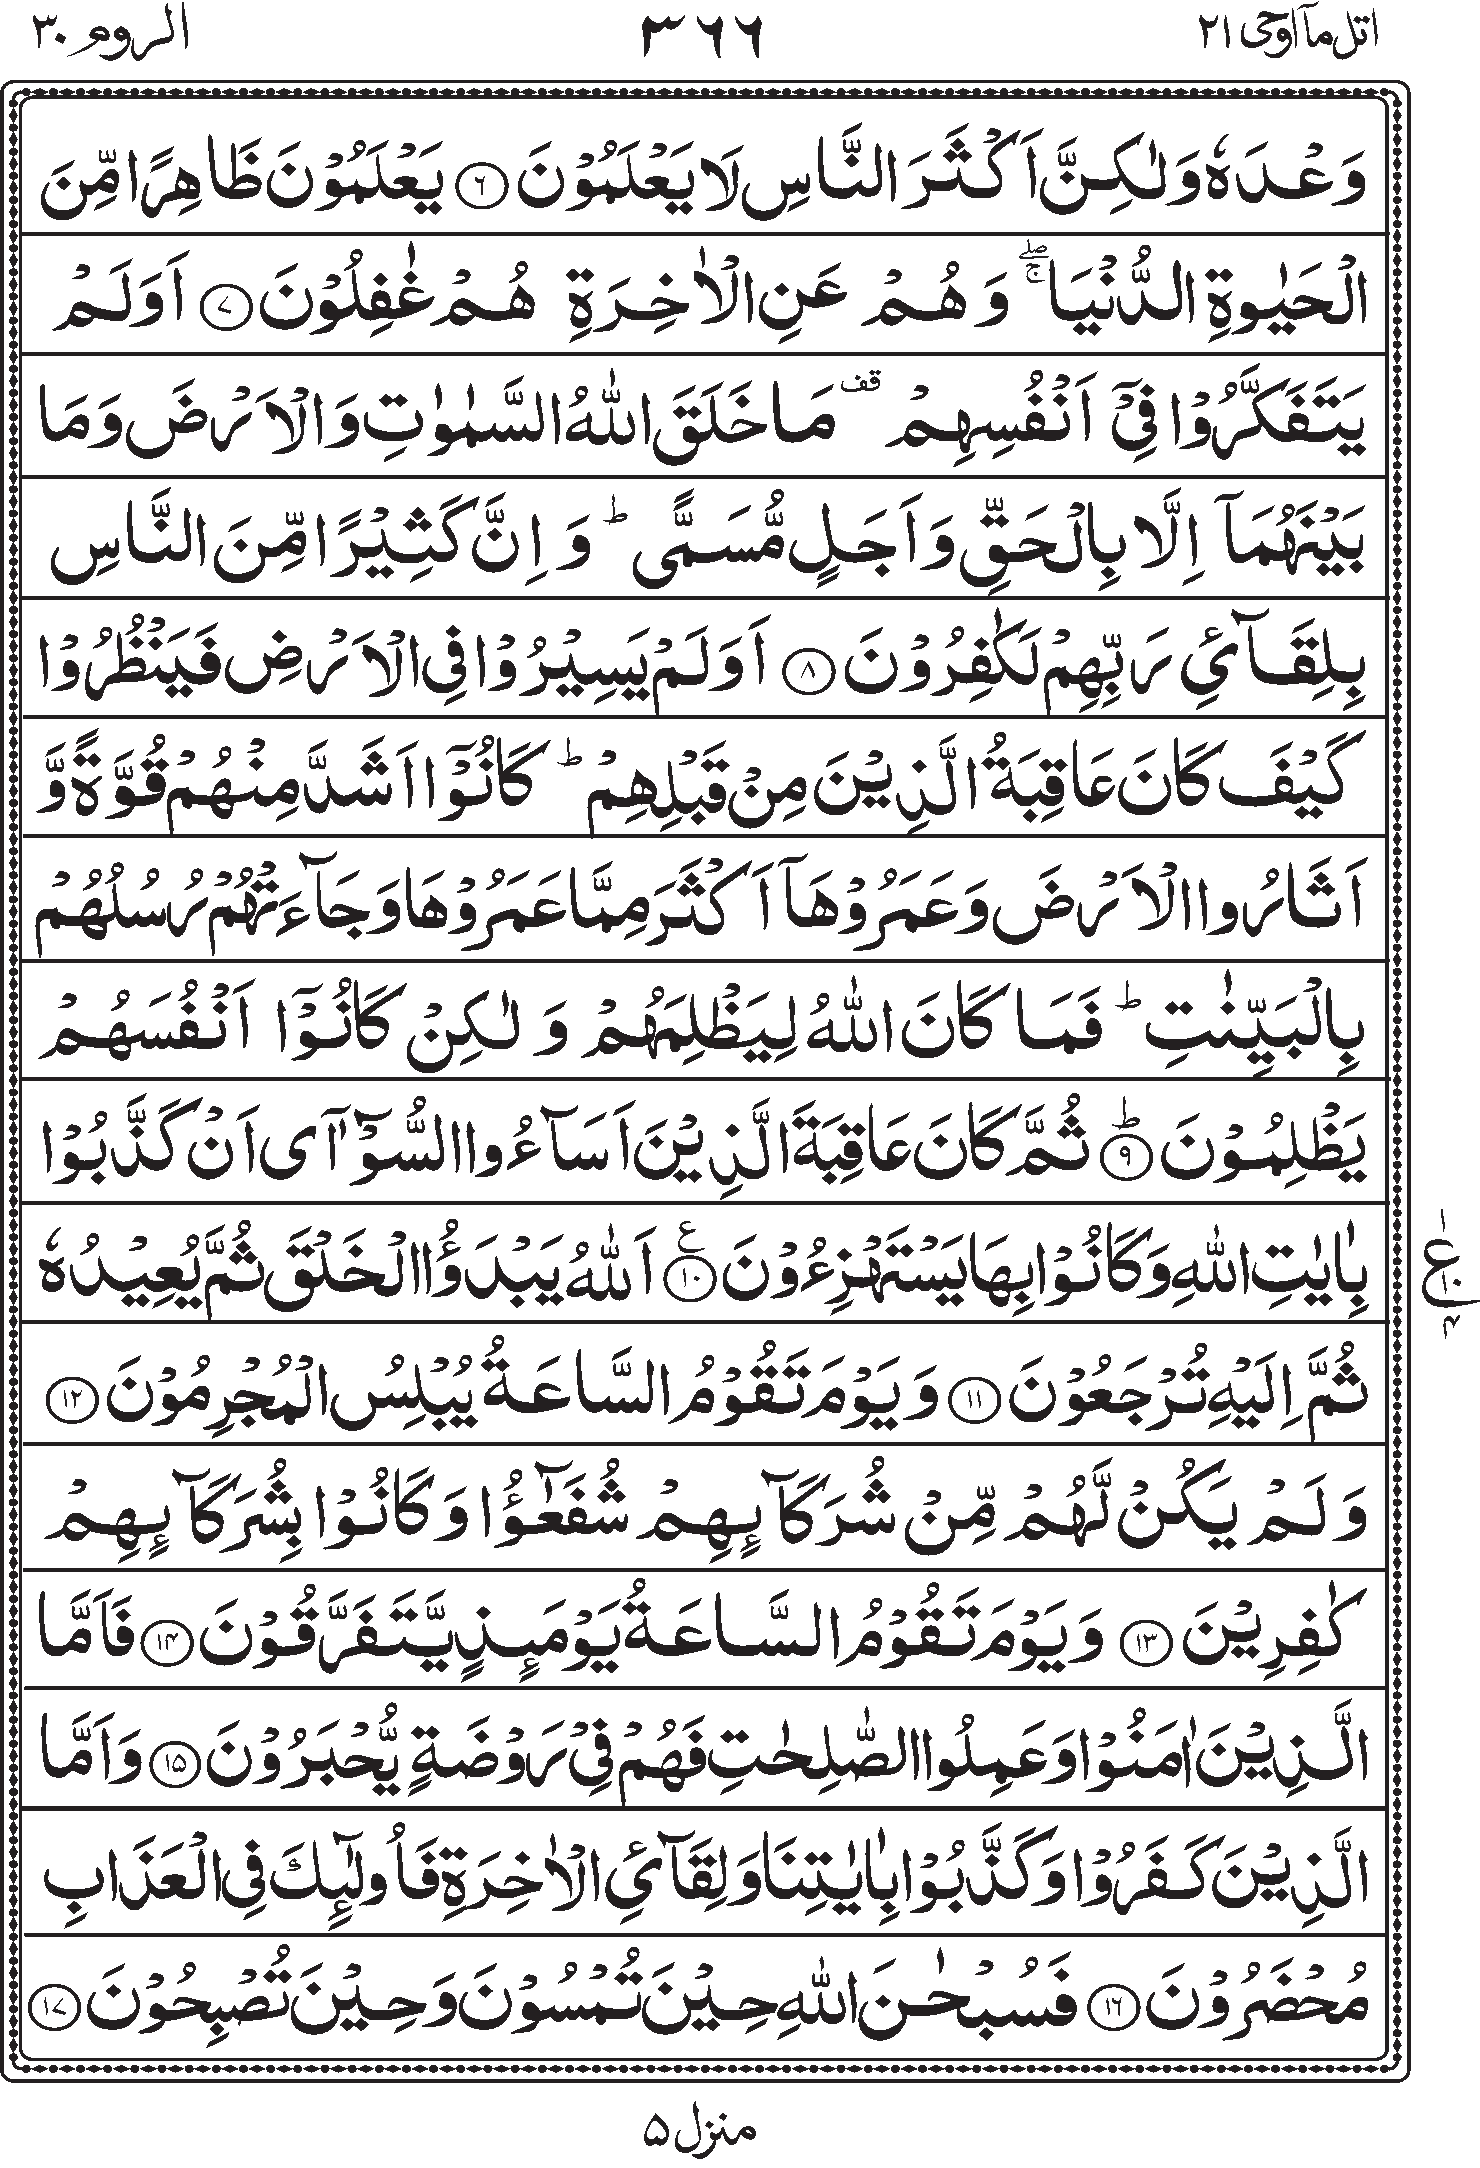 اتل ماۤ اوحی ٢١ ٣٦٦ الروم ٣٠
وَعۡدَهٗ وَلٰكِنَّ اَكۡثَرَ النَّاسِ لَا يَعۡلَمُوۡنَ ﴿٦﴾ يَعۡلَمُوۡنَ ظَاهِرًا مِّنَ
الۡحَيٰوةِ الدُّنۡيَا ۖۚ وَهُمۡ عَنِ الۡاٰخِرَةِ هُمۡ غٰفِلُوۡنَ ﴿٧﴾ اَوَلَمۡ
يَتَفَكَّرُوۡا فِىۡۤ اَنۡفُسِهِمۡ قف مَا خَلَقَ اللّٰهُ السَّمٰوٰتِ وَالۡاَرۡضَ وَمَا
بَيۡنَهُمَاۤ اِلَّا بِالۡحَقِّ وَاَجَلٍ مُّسَمًّى ؕ وَ اِنَّ كَثِيۡرًا مِّنَ النَّاسِ
بِلِقَآئِ رَبِّهِمۡ لَكٰفِرُوۡنَ ﴿٨﴾ اَوَلَمۡ يَسِيۡرُوۡا فِى الۡاَرۡضِ فَيَنۡظُرُوۡا
كَيۡفَ كَانَ عَاقِبَةُ الَّذِيۡنَ مِنۡ قَبۡلِهِمۡ ؕ كَانُوۡۤا اَشَدَّ مِنۡهُمۡ قُوَّةً وَّ
اَثَارُوا الۡاَرۡضَ وَعَمَرُوۡهَاۤ اَكۡثَرَ مِمَّا عَمَرُوۡهَا وَجَآءَتۡهُمۡ رُسُلُهُمۡ
بِالۡبَيِّنٰتِ ؕ فَمَا كَانَ اللّٰهُ لِيَظۡلِمَهُمۡ وَ لٰكِنۡ كَانُوۡۤا اَنۡفُسَهُمۡ
يَظۡلِمُوۡنَ ؕ﴿٩﴾ ثُمَّ كَانَ عَاقِبَةَ الَّذِيۡنَ اَسَآءُوا السُّوۡٓاٰۤى اَنۡ كَذَّبُوۡا
بِاٰيٰتِ اللّٰهِ وَكَانُوۡا بِهَا يَسۡتَهۡزِءُوۡنَ ﴿١٠﴾ ع اَللّٰهُ يَبۡدَؤُا الۡخَلۡقَ ثُمَّ يُعِيۡدُهٗ
ثُمَّ اِلَيۡهِ تُرۡجَعُوۡنَ ﴿١١﴾ وَيَوۡمَ تَقُوۡمُ السَّاعَةُ يُبۡلِسُ الۡمُجۡرِمُوۡنَ ﴿١٢﴾
وَلَمۡ يَكُنۡ لَّهُمۡ مِّنۡ شُرَكَآئِهِمۡ شُفَعٰٓؤُا وَكَانُوۡا بِشُرَكَآئِهِمۡ
كٰفِرِيۡنَ ﴿١٣﴾ وَيَوۡمَ تَقُوۡمُ السَّاعَةُ يَوۡمَئِذٍ يَّتَفَرَّقُوۡنَ ﴿١٤﴾ فَاَمَّا
الَّذِيۡنَ اٰمَنُوۡا وَعَمِلُوا الصّٰلِحٰتِ فَهُمۡ فِىۡ رَوۡضَةٍ يُّحۡبَرُوۡنَ ﴿١٥﴾ وَاَمَّا
الَّذِيۡنَ كَفَرُوۡا وَكَذَّبُوۡا بِاٰيٰتِنَا وَلِقَآئِ الۡاٰخِرَةِ فَاُولٰٓئِكَ فِى الۡعَذَابِ
مُحۡضَرُوۡنَ ﴿١٦﴾ فَسُبۡحٰنَ اللّٰهِ حِيۡنَ تُمۡسُوۡنَ وَحِيۡنَ تُصۡبِحُوۡنَ ﴿١٧﴾
منزل ۵